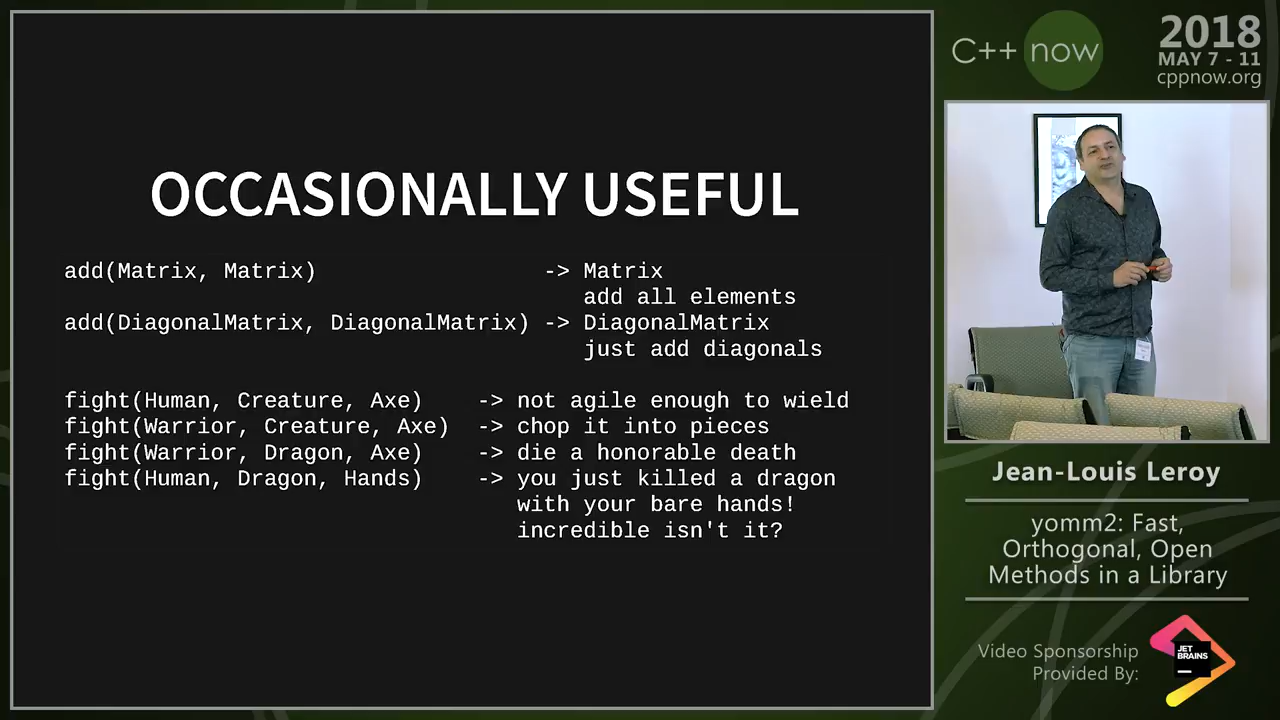 OCCASIONALLY USEFUL
add(Matrix, Matrix) -> Matrix
add all elements
add(DiagonalMatrix, DiagonalMatrix) -> DiagonalMatrix
just add diagonals
fight(Human, Creature, Axe) -> not agile enough to wield
fight(Warrior, Creature, Axe) -> chop it into pieces
fight(Warrior, Dragon, Axe) -> die a honorable death
fight(Human, Dragon, Hands) -> you just killed a dragon
with your bare hands!
incredible isn't it?
C++ now
2018
MAY 7 - 11
cppnow.org
Jean-Louis Leroy
yomm2: Fast,
Orthogonal, Open
Methods in a Library
Video Sponsorship
Provided By:
JET
BRAINS